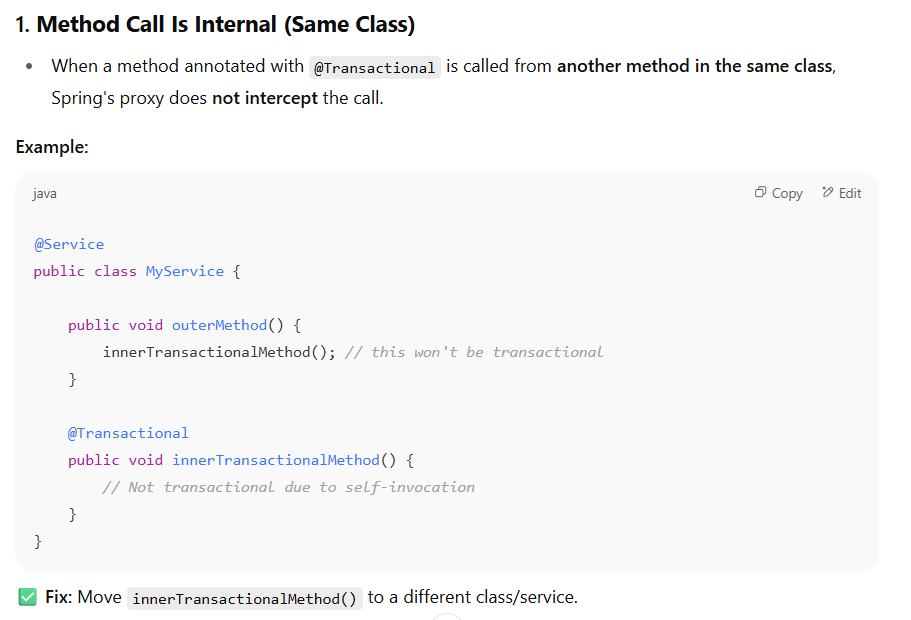 1. Method Call Is Internal (Same Class)
• When a method annotated with @Transactional is called from another method in the same class,
Spring's proxy does not intercept the call.
Example:
java Copy Edit
@Service
public class MyService {
    public void outerMethod() {
        innerTransactionalMethod(); // this won't be transactional
    }
    @Transactional
    public void innerTransactionalMethod() {
        // Not transactional due to self-invocation
    }
}
✅ Fix: Move innerTransactionalMethod() to a different class/service.